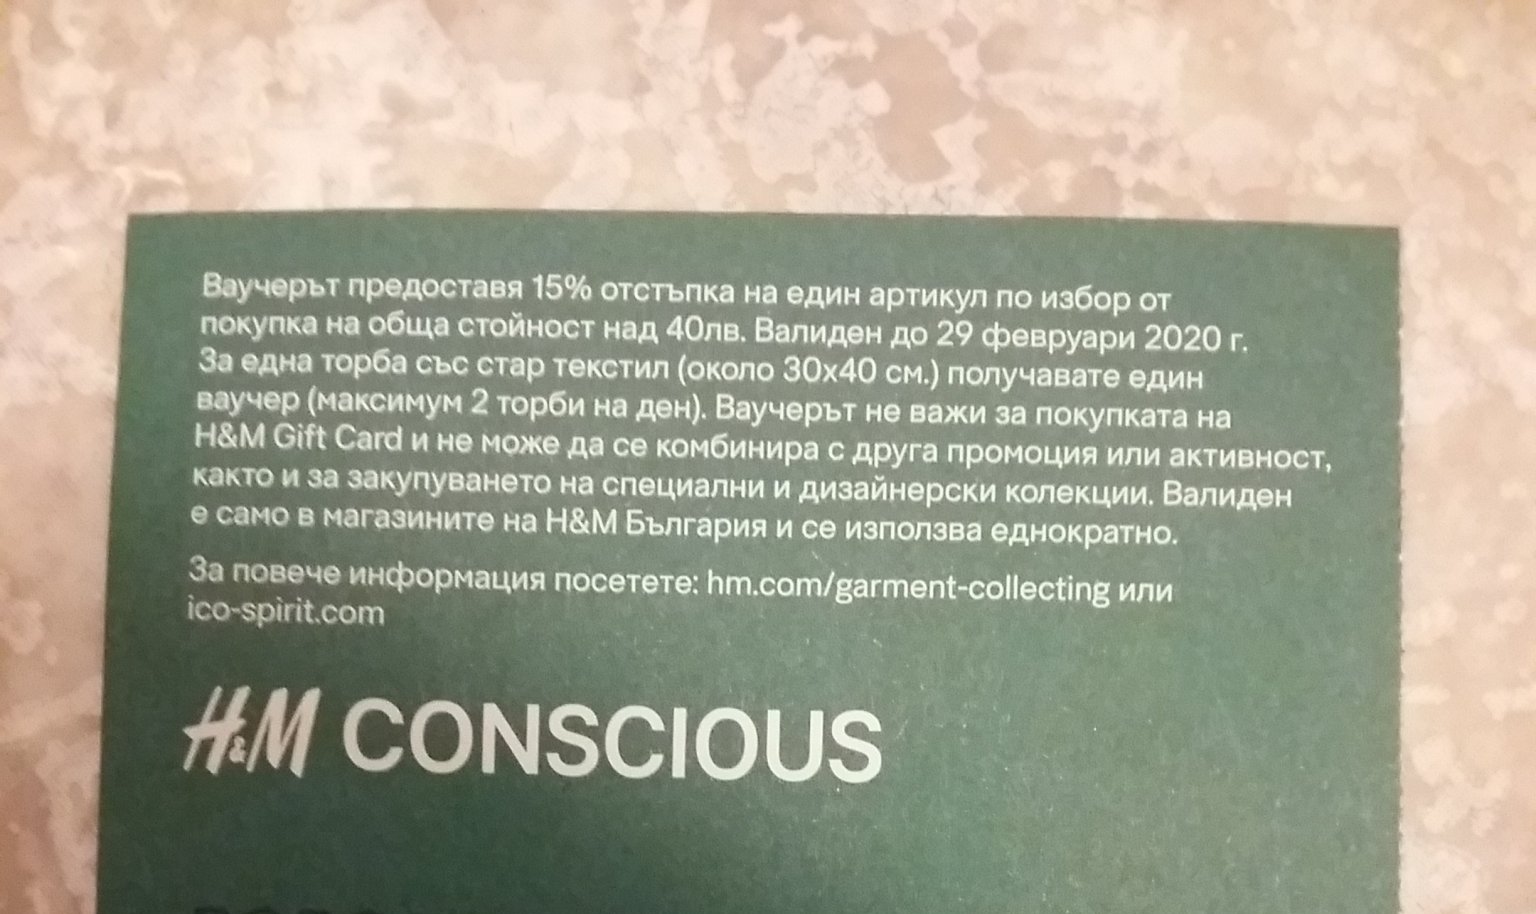 Ваучерът предоставя 15% отстъпка на един артикул по избор от
покупка на обща стойност над 40лв. Валиден до 29 февруари 2020 г.
За една торба със стар текстил (около 30x40 см.) получавате един
ваучер (максимум 2 торби на ден). Ваучерът не важи за покупката на
H&M Gift Card и не може да се комбинира с друга промоция или активност,
както и за закупуването на специални и дизайнерски колекции. Валиден
е само в магазините на H&M България и се използва еднократно.
За повече информация посетете: hm.com/garment-collecting или
ico-spirit.com
H&M CONSCIOUS